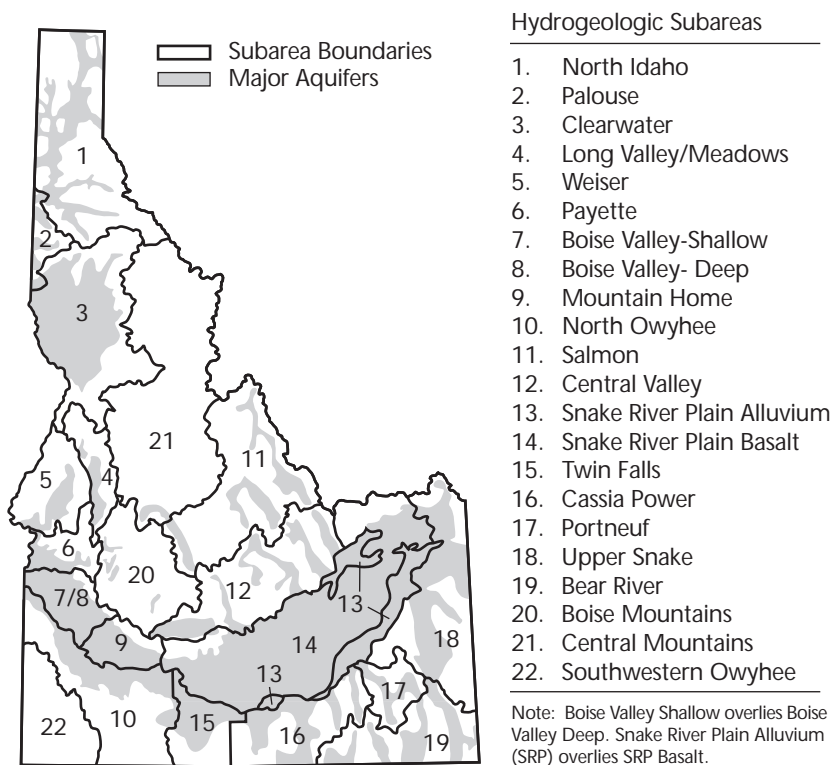 Subarea Boundaries
Major Aquifers
1
2
3
21
11
5
4
6
20
12
7/8
13
9
14
18
13
17
22
10
15
16
19
Hydrogeologic Subareas
1. North Idaho
2. Palouse
3. Clearwater
4. Long Valley/Meadows
5. Weiser
6. Payette
7. Boise Valley-Shallow
8. Boise Valley- Deep
9. Mountain Home
10. North Owyhee
11. Salmon
12. Central Valley
13. Snake River Plain Alluvium
14. Snake River Plain Basalt
15. Twin Falls
16. Cassia Power
17. Portneuf
18. Upper Snake
19. Bear River
20. Boise Mountains
21. Central Mountains
22. Southwestern Owyhee
Note: Boise Valley Shallow overlies Boise
Valley Deep. Snake River Plain Alluvium
(SRP) overlies SRP Basalt.